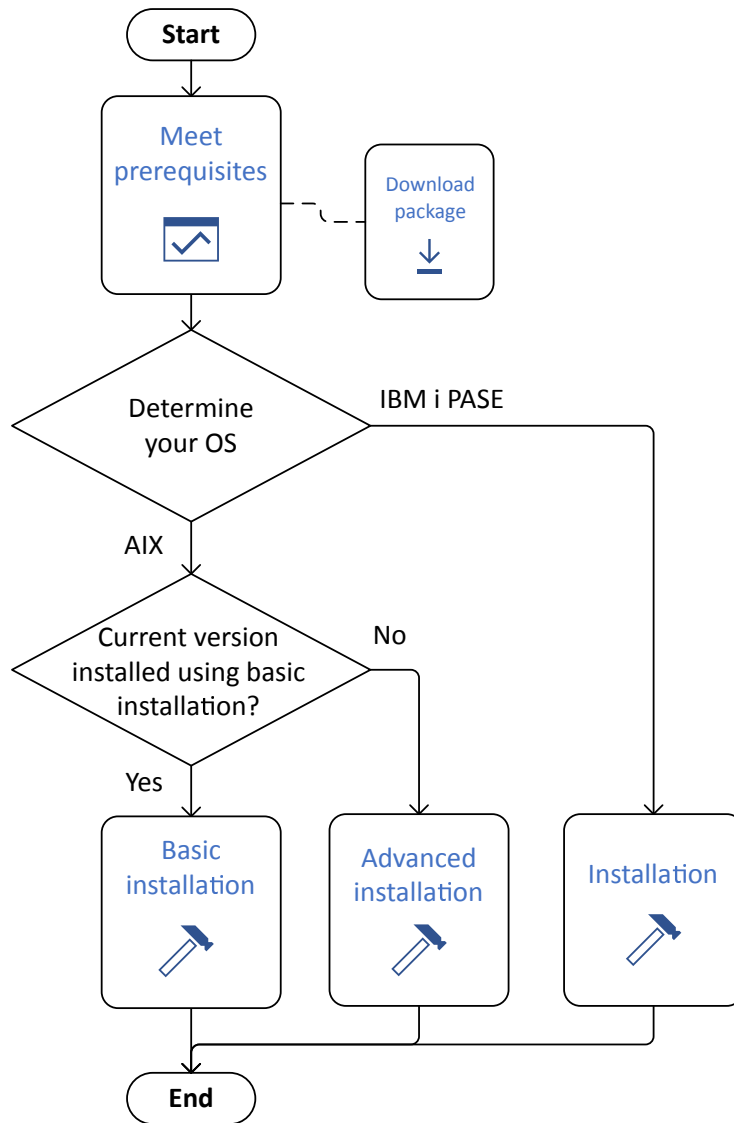 Start
Meet
prerequisites
Download
package
Determine
your OS
IBM i PASE
AIX
Current version
installed using basic
installation?
No
Yes
Basic
installation
Advanced
installation
Installation
End